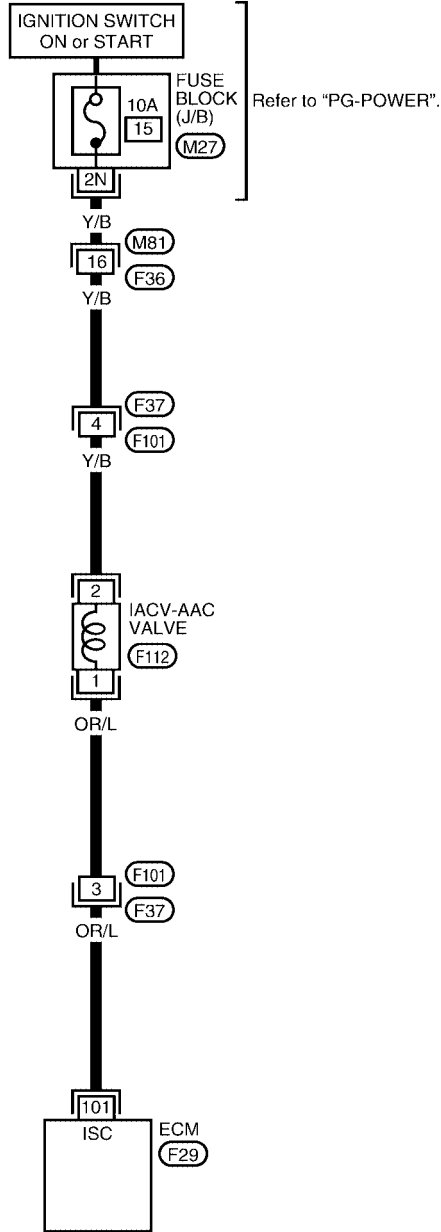 IGNITION SWITCH
ON or START
FUSE
BLOCK
(J/B)
10A
15
M27
Refer to “PG-POWER”.
2N
Y/B
M81
16
F36
Y/B
F37
4
F101
Y/B
2
IACV-AAC
VALVE
F112
1
OR/L
F101
3
F37
OR/L
101
ISC
ECM
F29